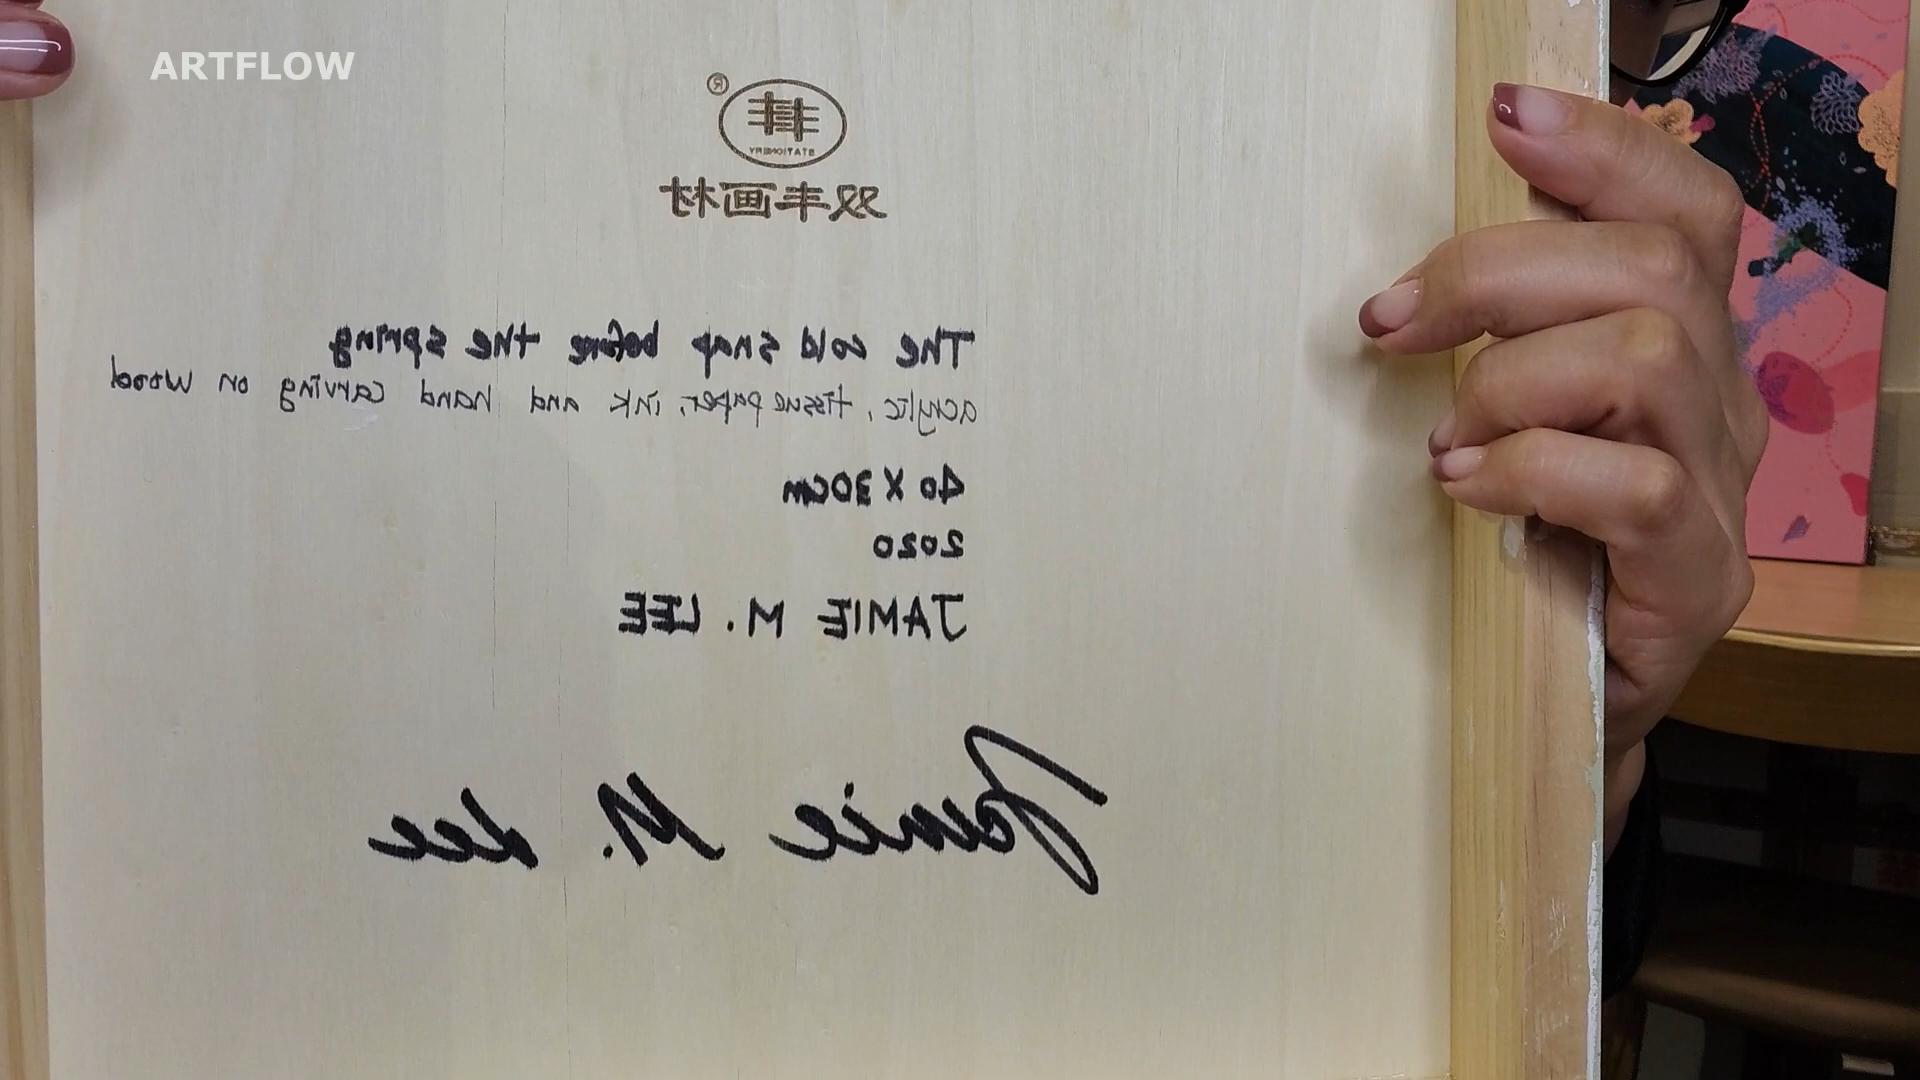 ARTFLOW
®
STATIONERY
双丰画材
The cold snap before the spring
acrylic, tissue paper, ink and hand carving on wood
40 X 30cm
2020
JAMIE M. LEE
Jamie M. Lee